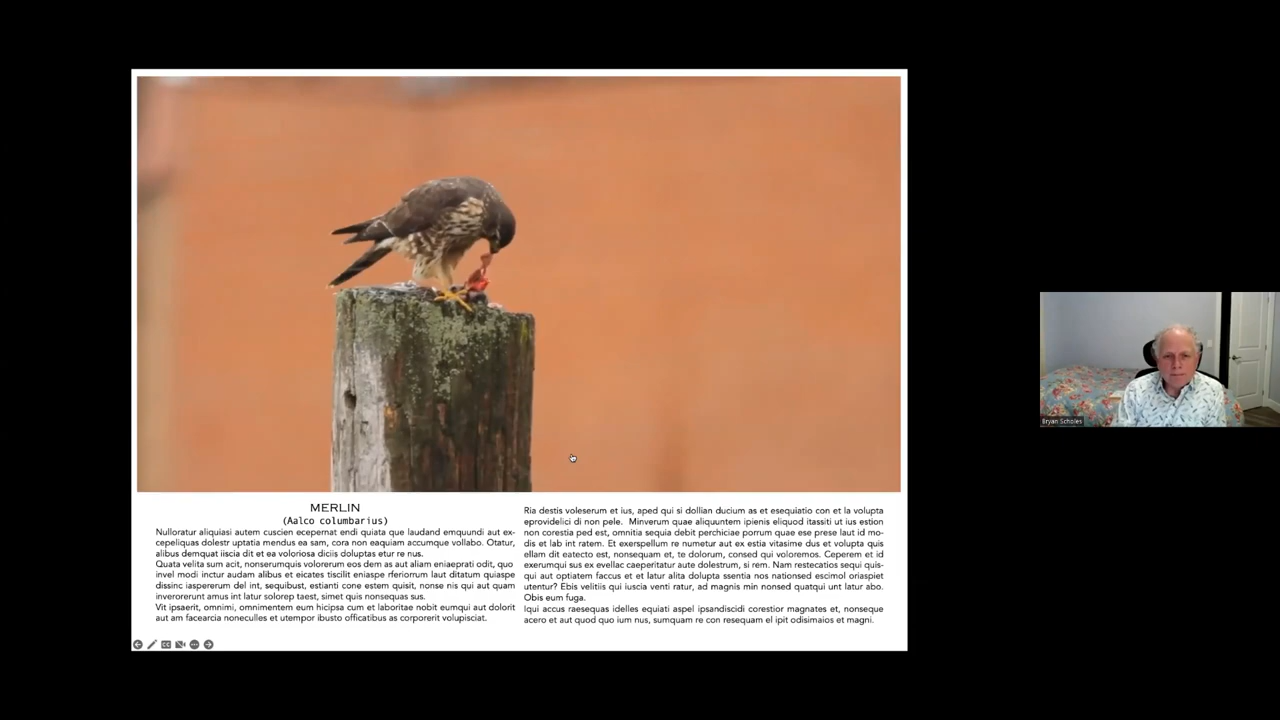 MERLIN
(Aalco columbarius)
Nulloratur aliquiasi autem cuscien ecepernat endi quiata que laudand emquundi aut ex-
cepeliquas dolestr uptatia mendus ea sam, cora non eaquiam accumque vollabo. Otatur,
alibus demquat iiscia dit et ea voloriosa diciis doluptas etur re nus.
Quata velita sum acit, nonserumquis volorerum eos dem as aut aliam eniaeprati odit, quo
invel modi inctur audam alibus et eicates tiscilit eniaspe rferiorrum laut ditatum quiaspe
dissinc iaspererum del int, sequibust, estianti cone estem quisit, nonse nis qui aut quam
inverorerunt amus int latur solorep taest, simet quis nonsequas sus.
Vit ipsaerit, omnimi, omnimentem eum hicipsa cum et laboritae nobit eumqui aut dolorit
aut am facearcia noneculles et utempor ibusto officatibus as corporerit volupisciat.
Ria destis voleserum et ius, aped qui si dollian ducium as et esequiatio con et la volupta
eprovidelici di non pele. Minverum quae aliquuntem ipienis eliquod itassiti ut ius estion
non corestia ped est, omnitia sequia debit perchiciae porrum quae ese prese laut id mo-
dis et lab int ratem. Et exerspellum re numetur aut ex estia vitasime dus et volupta quis
ellam dit eatecto est, nonsequam et, te dolorum, consed qui voloremos. Ceperem et id
exerumqui sus ex evellac caeperitatur aute dolestrum, si rem. Nam restecatios sequi quis-
qui aut optiatem faccus et et latur alita dolupta ssentia nos nationsed escimol oriaspiet
utentur? Ebis velitiis qui iuscia venti ratur, ad magnis min nonsed quatqui unt latur abo.
Obis eum fuga.
Iqui accus raesequas idelles equiati aspel ipsandiscidi corestior magnates et, nonseque
acero et aut quod quo ium nus, sumquam re con resequam el ipit odisimaios et magni.
Bryan Scholes